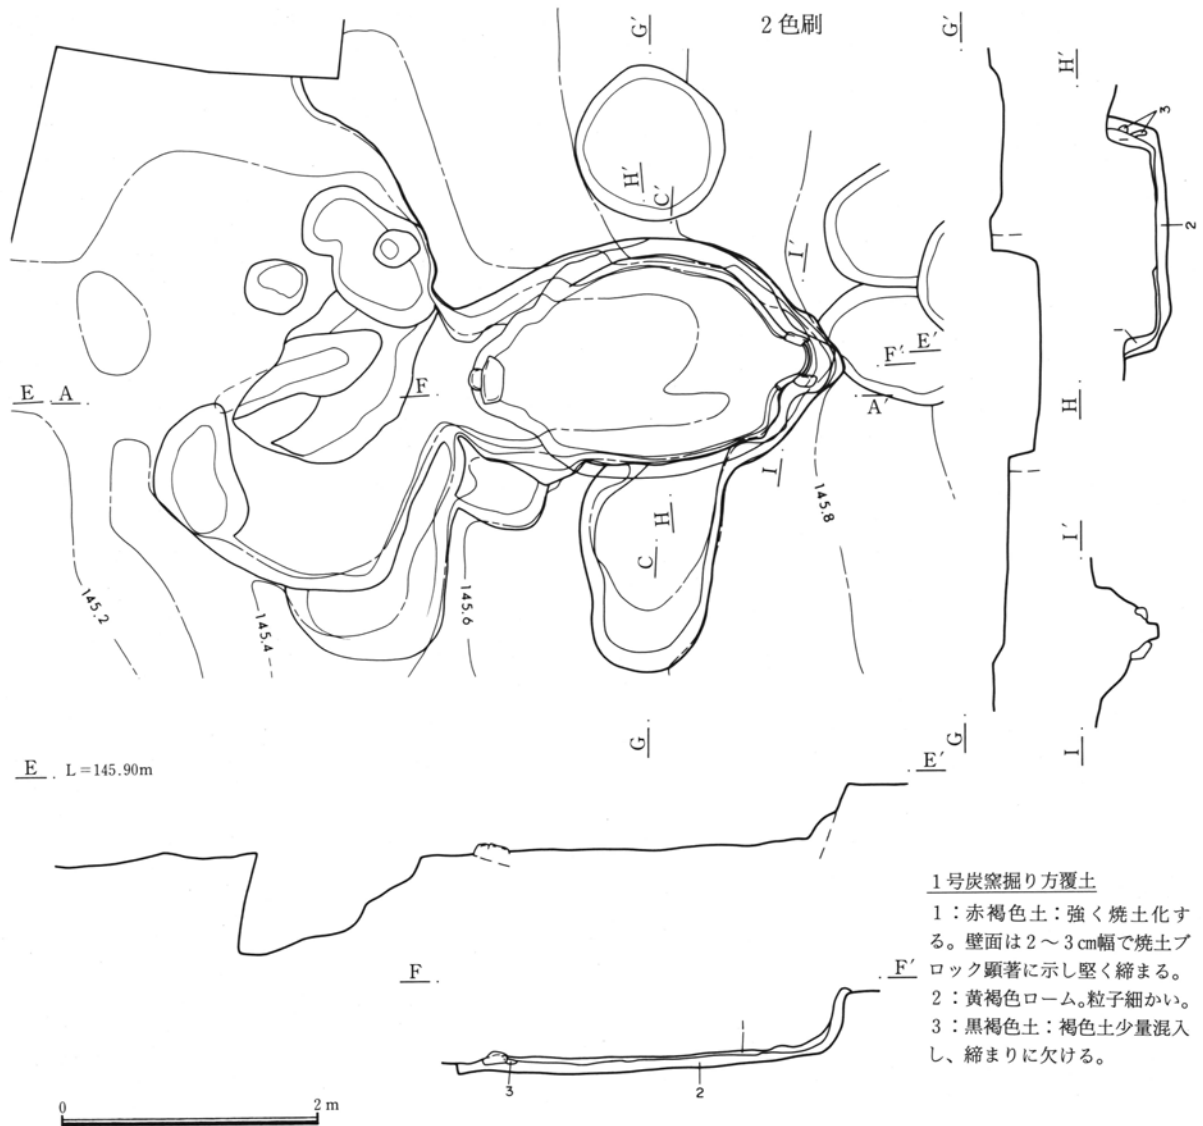 2色刷
G′
G′
H′
3
H′
C′
I′
2
E′
F′
E A
F
A′
H
I
H
145.8
C
I′
145.2
145.4
145.6
G
G
I
E L=145.90m
E′
1号炭窯掘り方覆土
1：赤褐色土：強く焼土化す
る。壁面は2～3㎝幅で焼土ブ
ロック顕著に示し堅く締まる。
2：黄褐色ローム。粒子細かい。
3：黒褐色土：褐色土少量混入
し、締まりに欠ける。
F
F′
3
2
0 2m